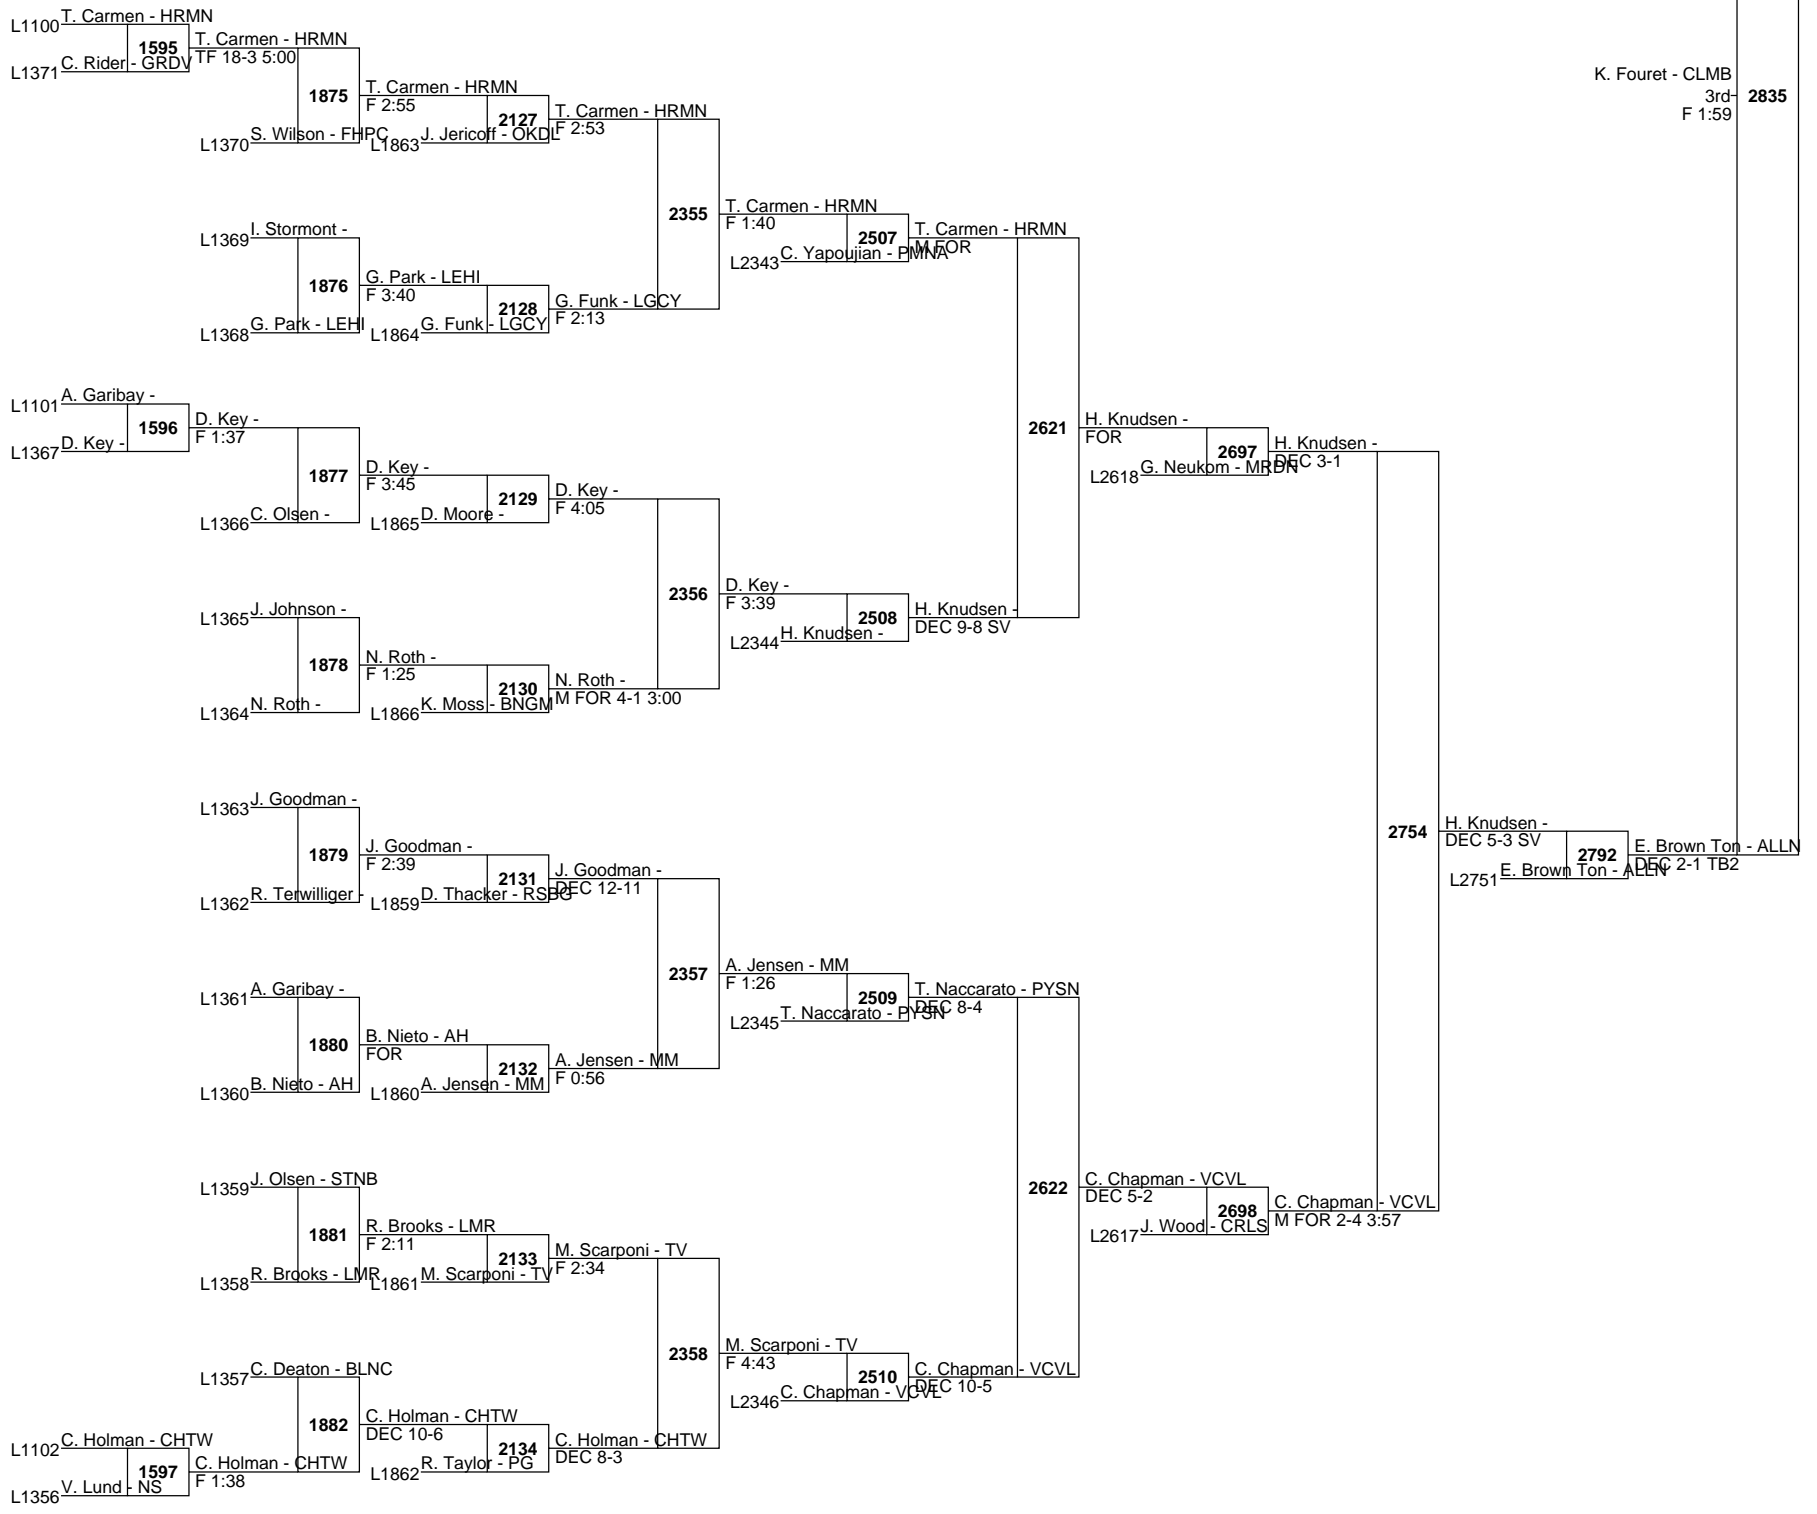 T. Carmen - HRMN
L1100
1595
T. Carmen - HRMN
TF 18-3 5:00
C. Rider - GRDV
L1371
1875
T. Carmen - HRMN
F 2:55
S. Wilson - FHPC
L1370
2127
T. Carmen - HRMN
F 2:53
J. Jericoff - OKDL
L1863
K. Fouret - CLMB
3rd
F 1:59
2835
2355
T. Carmen - HRMN
F 1:40
I. Stormont -
L1369
1876
G. Park - LEHI
F 3:40
G. Park - LEHI
L1368
2128
G. Funk - LGCY
F 2:13
G. Funk - LGCY
L1864
2507
T. Carmen - HRMN
M FOR
C. Yapoujian - PMNA
L2343
A. Garibay -
L1101
1596
D. Key -
F 1:37
D. Key -
L1367
1877
D. Key -
F 3:45
C. Olsen -
L1366
2129
D. Key -
F 4:05
D. Moore -
L1865
2621
H. Knudsen -
FOR
2697
H. Knudsen -
DEC 3-1
G. Neukom - MRDN
L2618
2356
D. Key -
F 3:39
2508
H. Knudsen -
DEC 9-8 SV
H. Knudsen -
L2344
J. Johnson -
L1365
1878
N. Roth -
F 1:25
N. Roth -
L1364
2130
N. Roth -
M FOR 4-1 3:00
K. Moss - BNGM
L1866
J. Goodman -
L1363
1879
J. Goodman -
F 2:39
R. Terwilliger -
L1362
2131
J. Goodman -
DEC 12-11
D. Thacker - RSBG
L1859
2754
H. Knudsen -
DEC 5-3 SV
2792
E. Brown Ton - ALLN
DEC 2-1 TB2
E. Brown Ton - ALLN
L2751
2357
A. Jensen - MM
F 1:26
2509
T. Naccarato - PYSN
DEC 8-4
T. Naccarato - PYSN
L2345
A. Garibay -
L1361
1880
B. Nieto - AH
FOR
B. Nieto - AH
L1360
2132
A. Jensen - MM
F 0:56
A. Jensen - MM
L1860
J. Olsen - STNB
L1359
1881
R. Brooks - LMR
F 2:11
R. Brooks - LMR
L1358
2133
M. Scarponi - TV
F 2:34
M. Scarponi - TV
L1861
2622
C. Chapman - VCVL
DEC 5-2
2698
C. Chapman - VCVL
M FOR 2-4 3:57
J. Wood - CRLS
L2617
2358
M. Scarponi - TV
F 4:43
2510
C. Chapman - VCVL
DEC 10-5
C. Chapman - VCVL
L2346
C. Deaton - BLNC
L1357
1882
C. Holman - CHTW
DEC 10-6
2134
C. Holman - CHTW
DEC 8-3
R. Taylor - PG
L1862
C. Holman - CHTW
L1102
1597
C. Holman - CHTW
F 1:38
V. Lund - NS
L1356